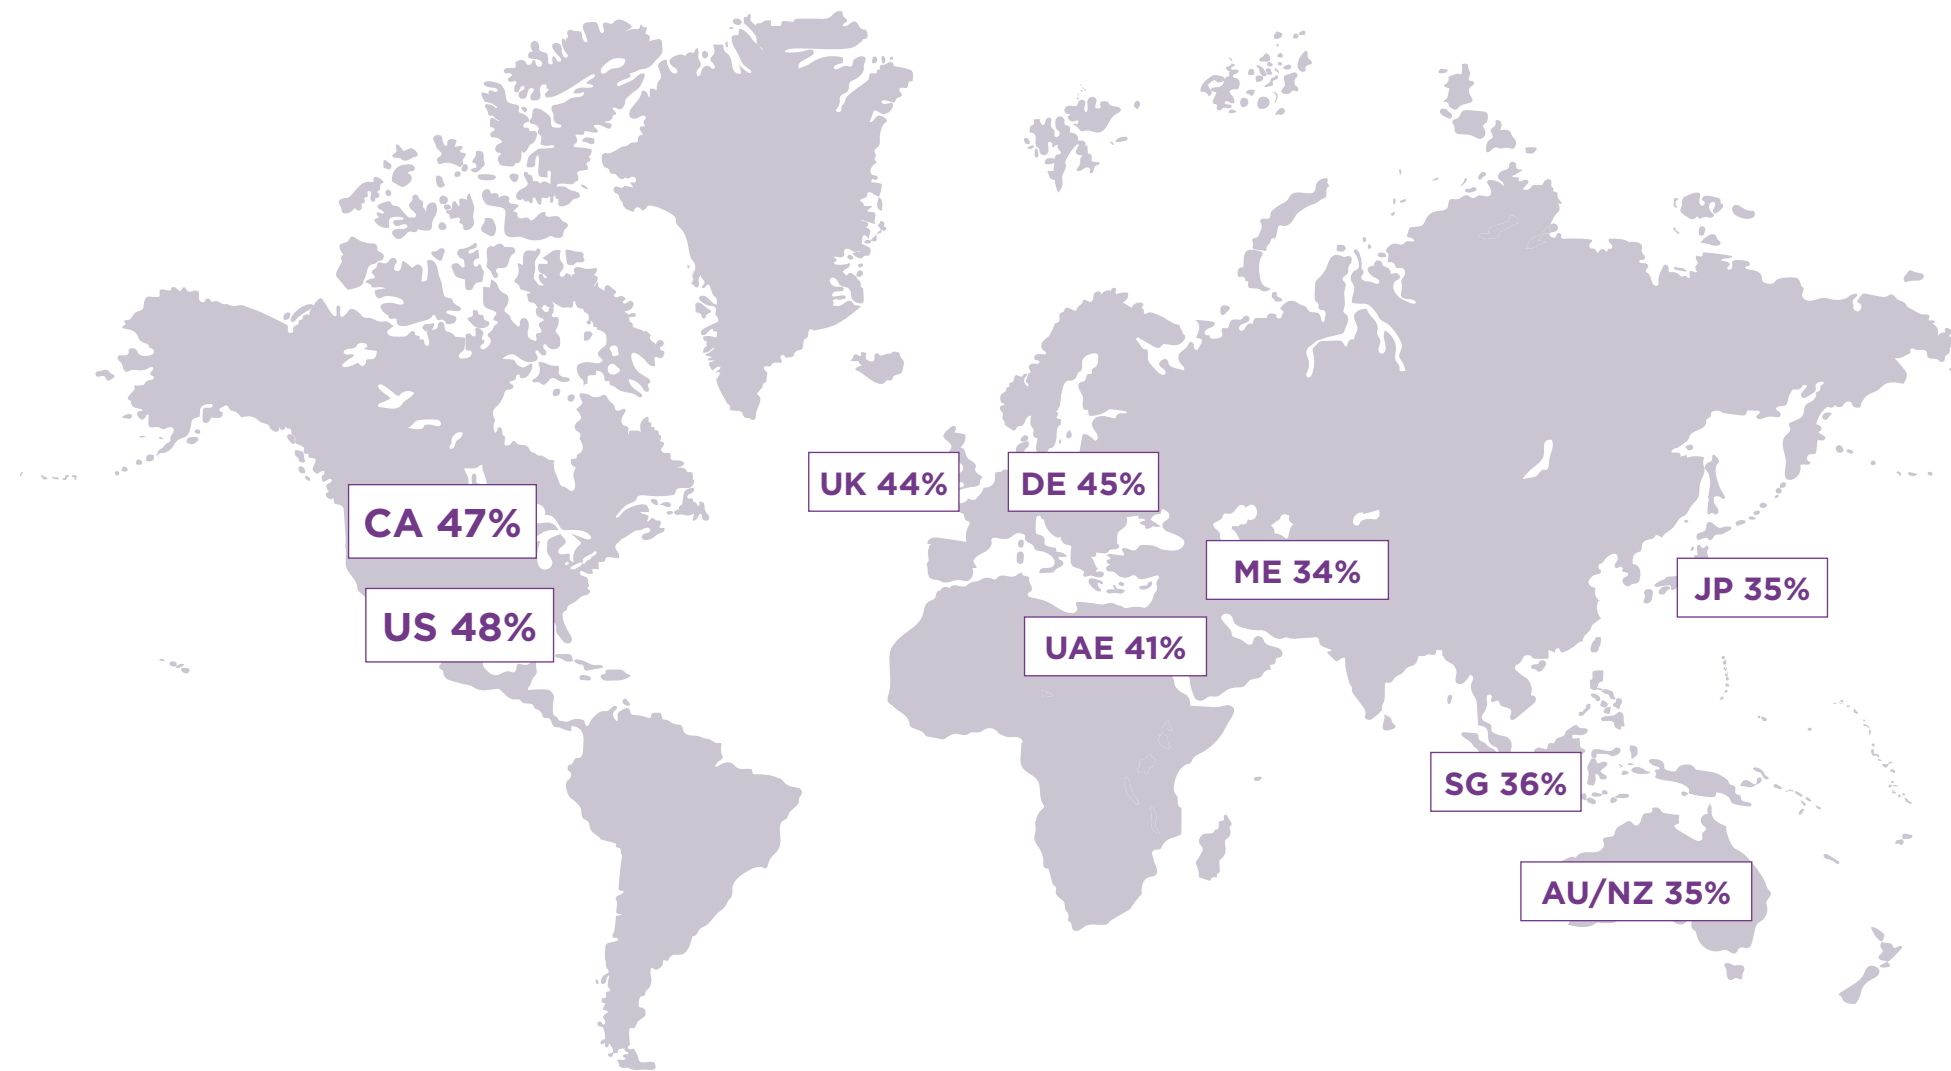 UK 44%
DE 45%
CA 47%
ME 34%
JP 35%
US 48%
UAE 41%
SG 36%
AU/NZ 35%